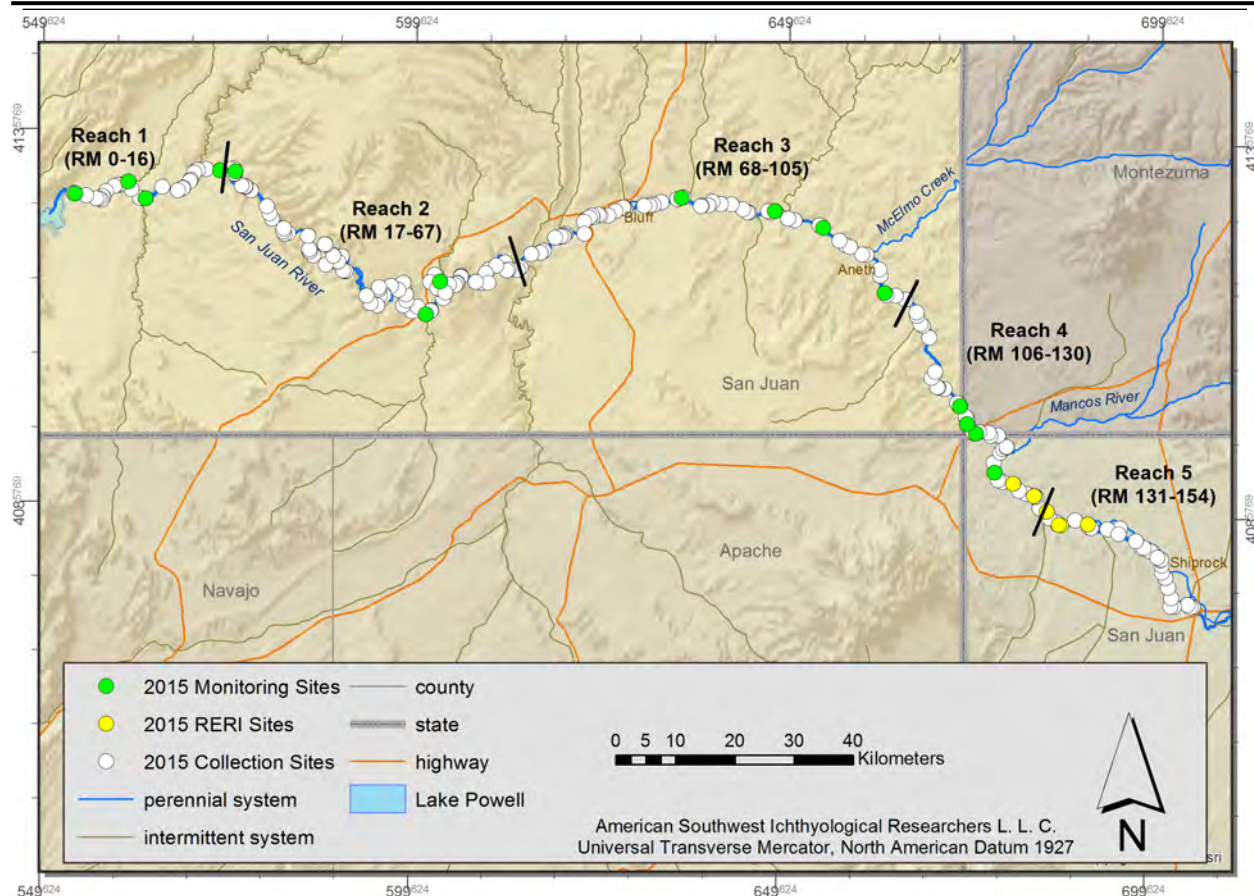 549624 599624 649624 699624
4135769
4135769
Reach 1
(RM 0-16)
Reach 3
(RM 68-105)
Montezuma
McElmo Creek
Reach 2
(RM 17-67)
Bluff
San Juan River
Aneth
Reach 4
(RM 106-130)
San Juan
Mancos River
Reach 5
(RM 131-154)
4085769
4085769
Apache
Shiprock
Navajo
San Juan
2015 Monitoring Sites
2015 RERI Sites
2015 Collection Sites
perennial system
intermittent system
county
state
highway
Lake Powell
0 5 10 20 30 40
Kilometers
American Southwest Ichthyological Researchers L. L. C.
Universal Transverse Mercator, North American Datum 1927
N
549624 599624 649624 699624